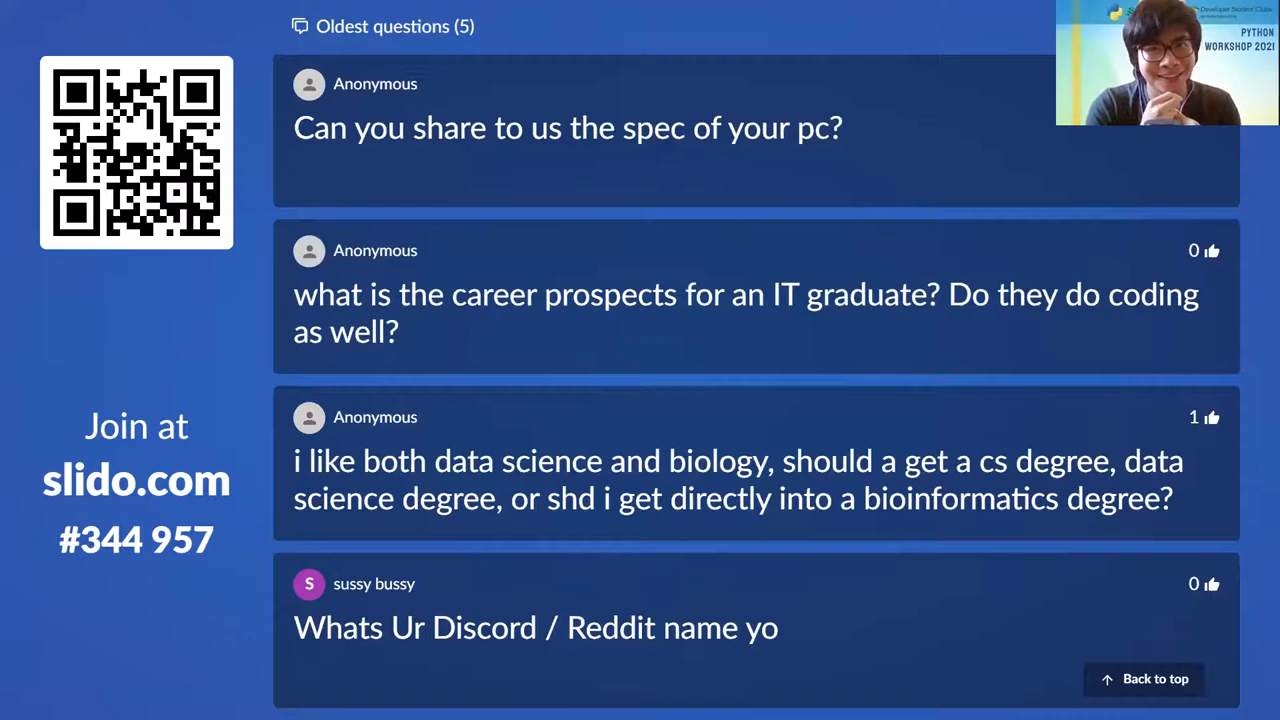 Oldest questions (5)
Developer Student Clubs
PYTHON
WORKSHOP 2021
Anonymous
Can you share to us the spec of your pc?
Anonymous
0
what is the career prospects for an IT graduate? Do they do coding
as well?
Anonymous
1
i like both data science and biology, should a get a cs degree, data
science degree, or shd i get directly into a bioinformatics degree?
Join at
slido.com
#344 957
S
sussy bussy
0
Whats Ur Discord / Reddit name yo
Back to top